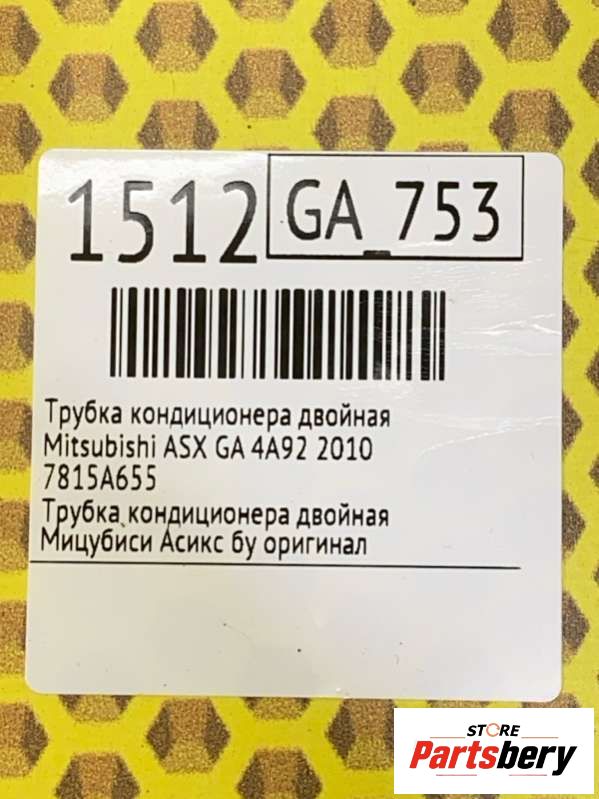 1512 GA_753
Трубка кондиционера двойная
Mitsubishi ASX GA 4A92 2010
7815A655
Трубка кондиционера двойная
Мицубиси Асикс бу оригинал
STORE
Partsbery